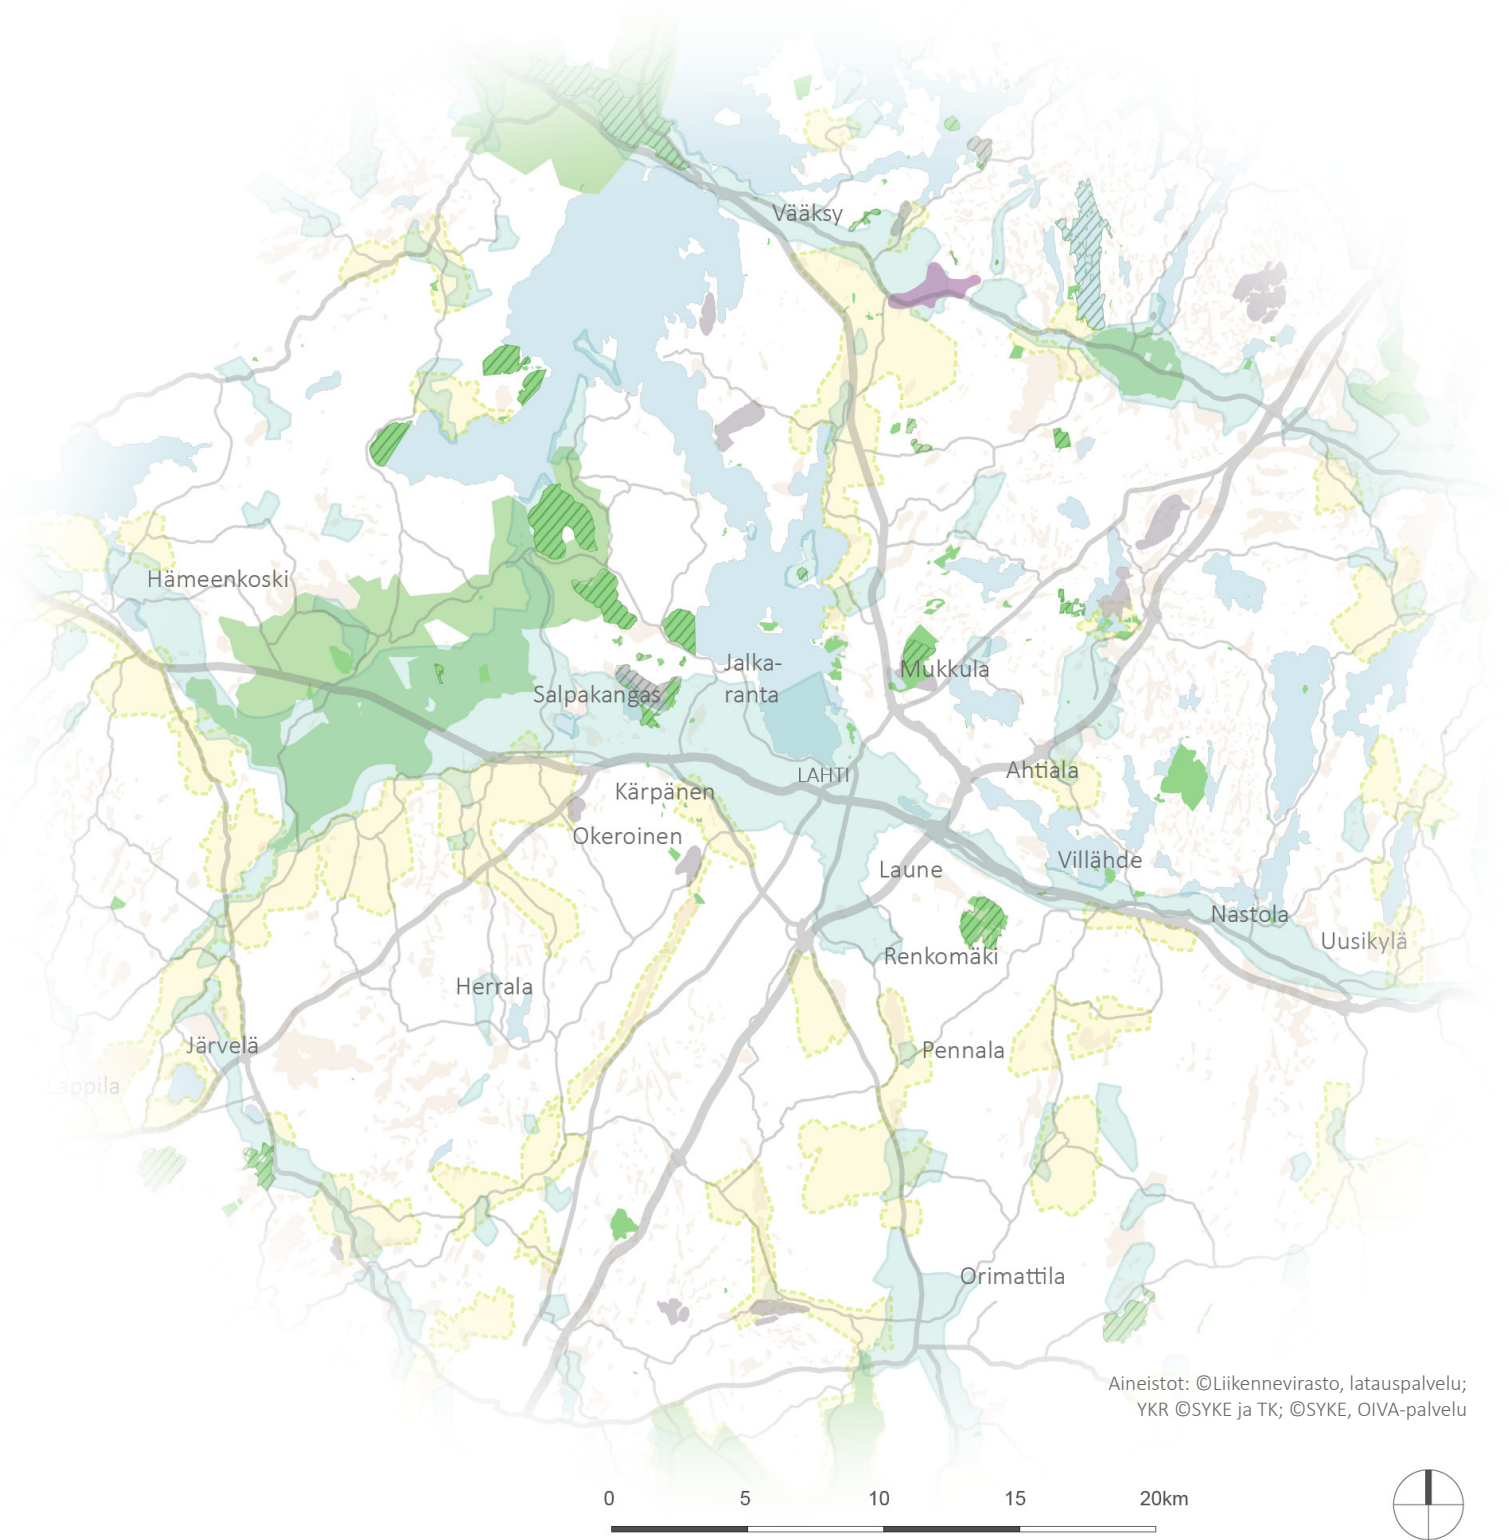 Vääksy
Hämeenkoski
Jalka-
ranta
Mukkula
Salpakangas
LAHTI
Ahtiala
Kärpänen
Okeroinen
Laune
Villähde
Nastola
Uusikylä
Renkomäki
Herrala
Järvelä
Pennala
Lappila
Orimattila
Aineistot: ©Liikennevirasto, latauspalvelu;
YKR ©SYKE ja TK; ©SYKE, OIVA-palvelu
0 5 10 15 20km